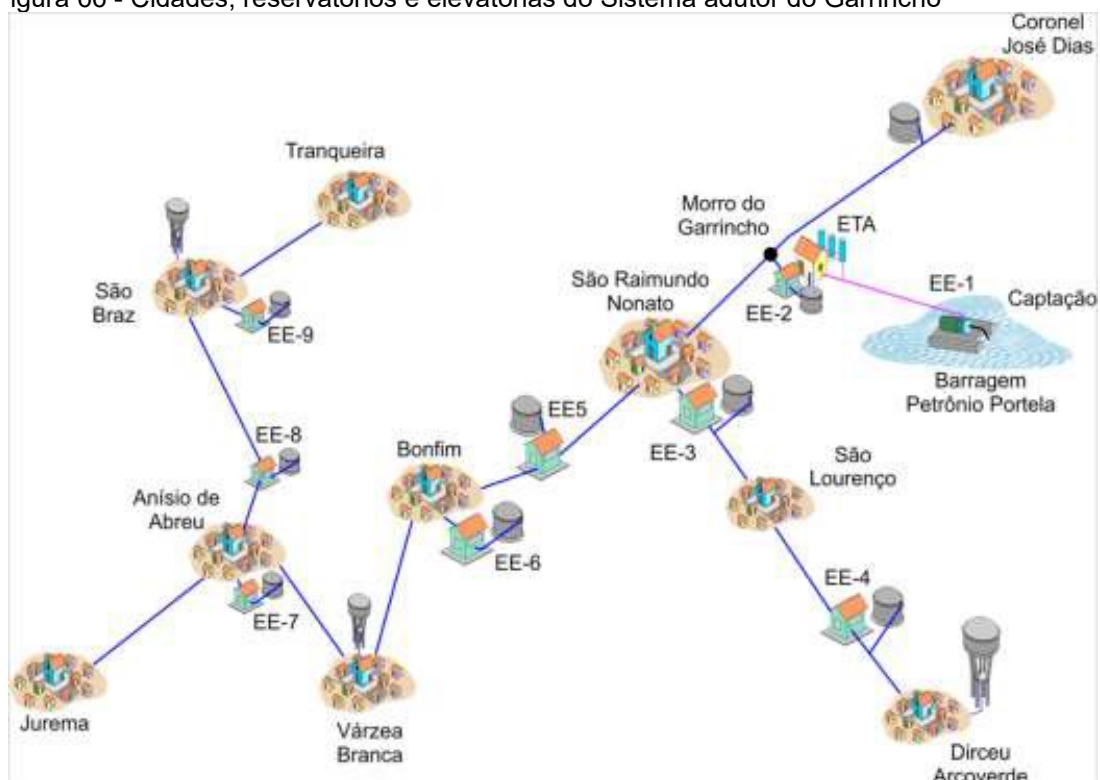 igura 66 - Cidades, reservatórios e elevatórias do Sistema adutor do Garrincho
Coronel
José Dias
Tranqueira
Morro do
Garrincho
ETA
São Raimundo
Nonato
EE-1
Captação
São
Braz
EE-2
EE-9
Barragem
Petrônio Portela
EE5
EE-8
Bonfim
EE-3
São
Lourenço
Anísio de
Abreu
EE-6
EE-4
EE-7
Jurema
Várzea
Branca
Dirceu
Arcoverde